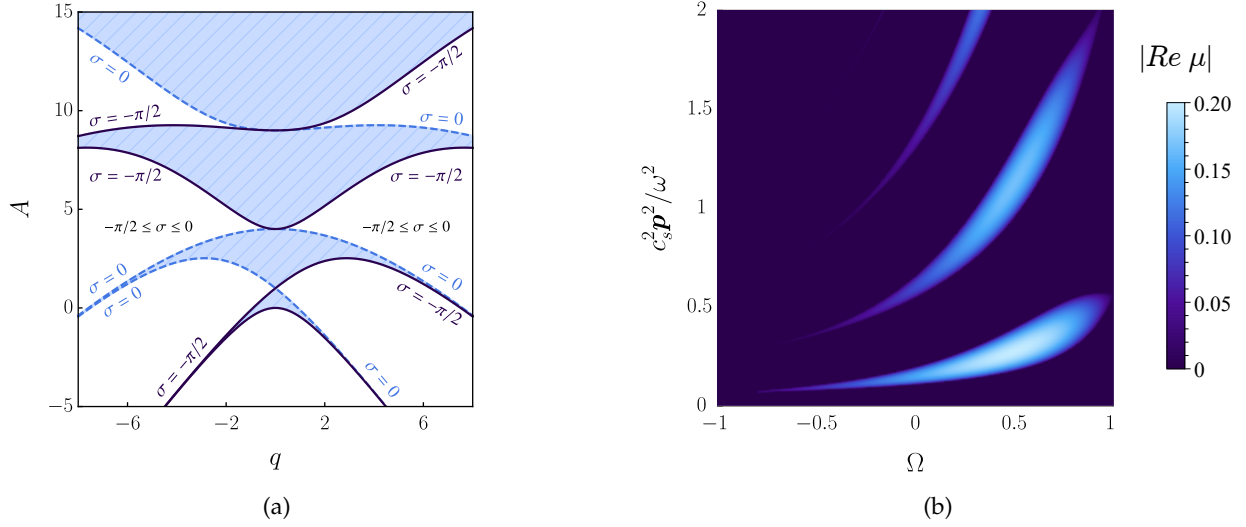 15
10
5
0
−5
A
−6
−2
2
6
q
σ = 0
σ = −π/2
σ = −π/2
σ = 0
σ = −π/2
σ = −π/2
−π/2 ≤ σ ≤ 0
−π/2 ≤ σ ≤ 0
σ = 0
σ = 0
σ = 0
σ = −π/2
σ = −π/2
σ = 0
(a)
2
1.5
1
0.5
0
c_s^2 p^2/ω^2
−1
−0.5
0
0.5
1
Ω
|Re μ|
0.20
0.15
0.10
0.05
0
(b)